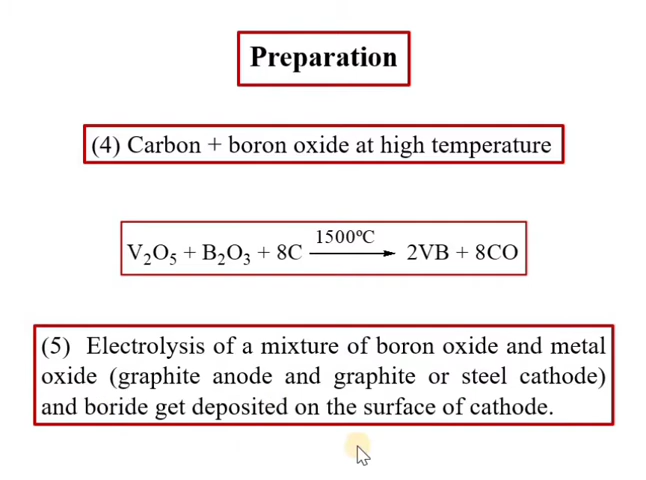 Preparation
(4) Carbon + boron oxide at high temperature
1500ºC
V₂O₅ + B₂O₃ + 8C ⟶ 2VB + 8CO
(5) Electrolysis of a mixture of boron oxide and metal
oxide (graphite anode and graphite or steel cathode)
and boride get deposited on the surface of cathode.